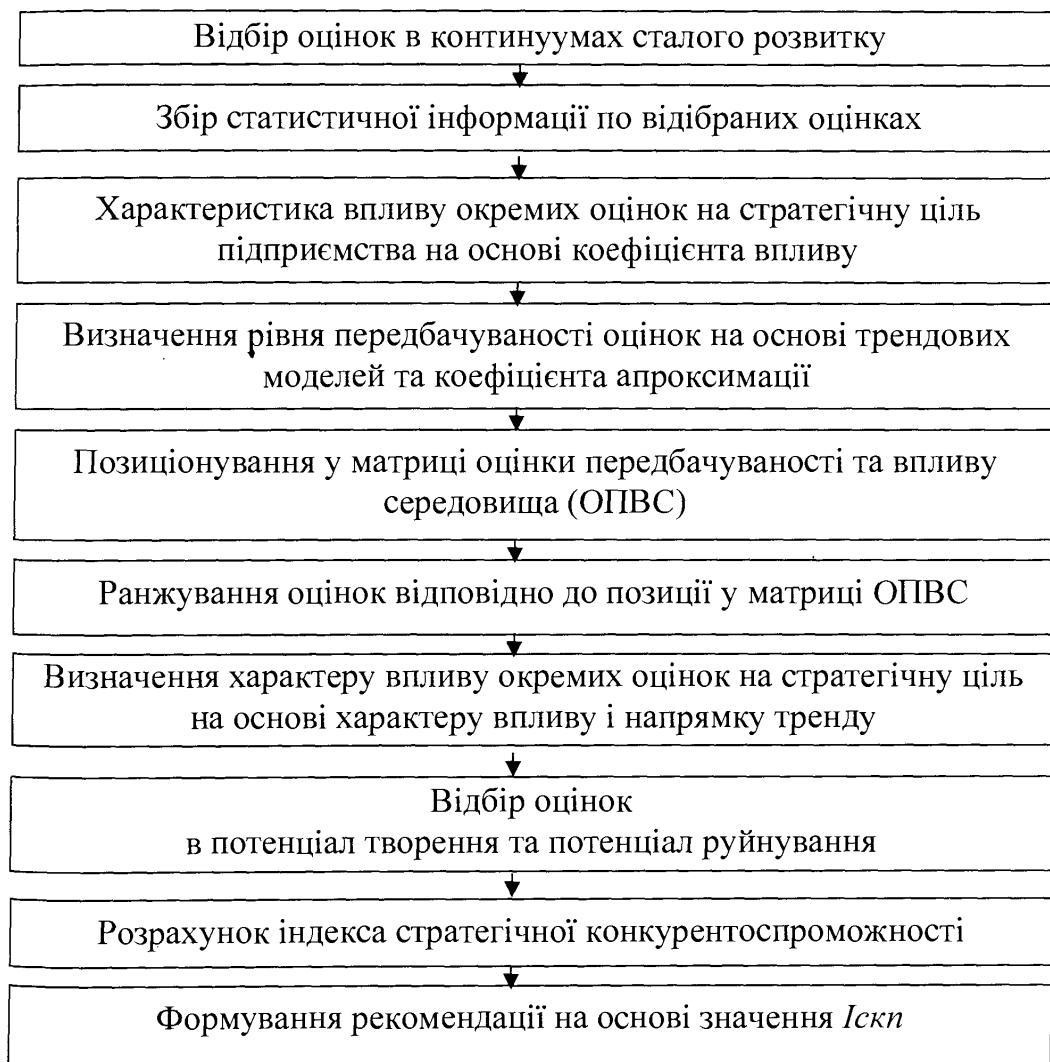 Відбір оцінок в континуумах сталого розвитку
Збір статистичної інформації по відібраних оцінках
Характеристика впливу окремих оцінок на стратегічну ціль
підприємства на основі коефіцієнта впливу
Визначення рівня передбачуваності оцінок на основі трендових
моделей та коефіцієнта апроксимації
Позиціонування у матриці оцінки передбачуваності та впливу
середовища (ОПВС)
Ранжування оцінок відповідно до позиції у матриці ОПВС
Визначення характеру впливу окремих оцінок на стратегічну ціль
на основі характеру впливу і напрямку тренду
Відбір оцінок
в потенціал творення та потенціал руйнування
Розрахунок індекса стратегічної конкурентоспроможності
Формування рекомендації на основі значення Іскп